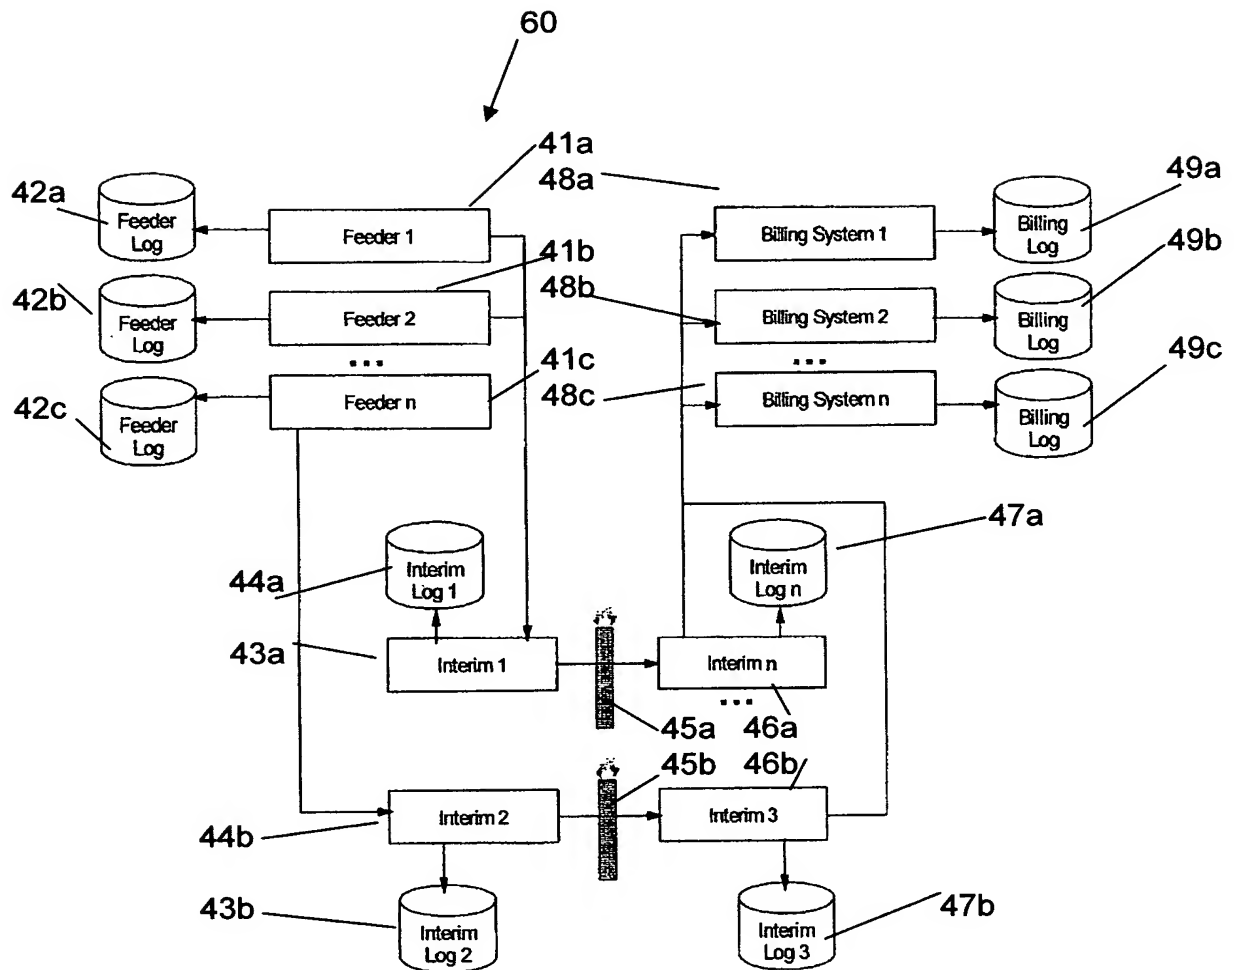 60
41a
48a
42a
49a
Feeder
Log
Feeder 1
Billing System 1
Billing
Log
41b
49b
42b
48b
Feeder
Log
Feeder 2
Billing System 2
Billing
Log
...
...
41c
49c
42c
48c
Feeder
Log
Feeder n
Billing System n
Billing
Log
47a
44a
Interim
Log 1
Interim
Log n
43a
Interim 1
Interim n
...
45a
46a
45b
46b
44b
Interim 2
Interim 3
43b
47b
Interim
Log 2
Interim
Log 3